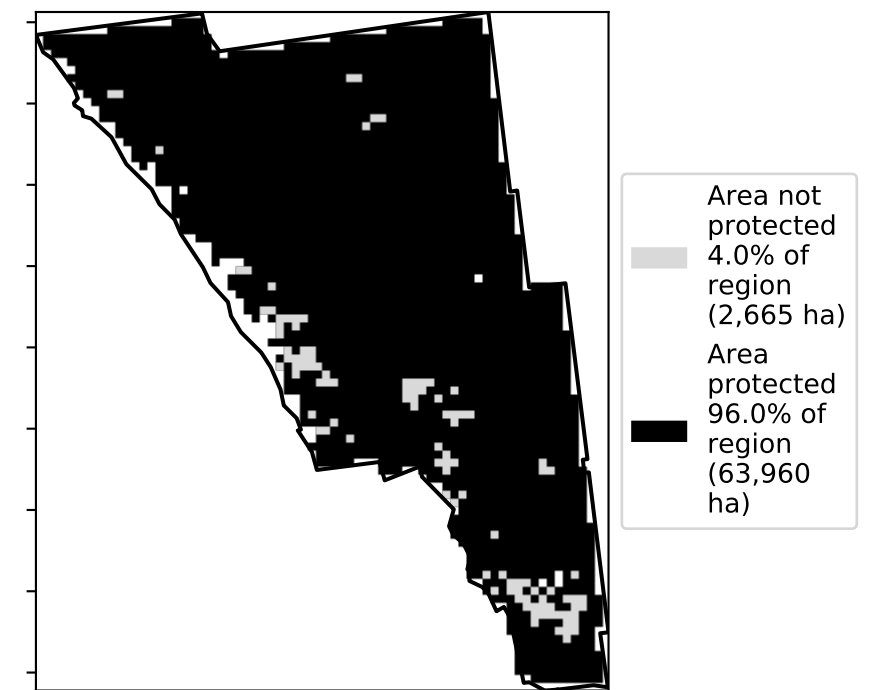 Area not
protected
4.0% of
region
(2,665 ha)
Area
protected
96.0% of
region
(63,960
ha)